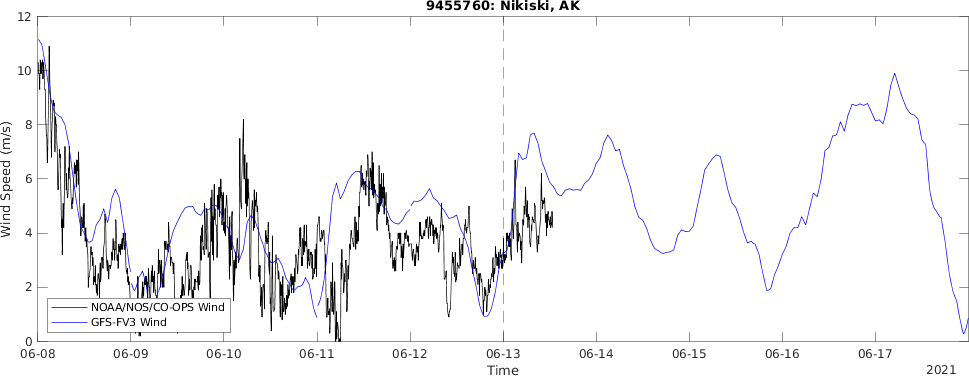 9455760: Nikiski, AK
12
10
8
6
4
2
0
Wind Speed (m/s)
NOAA/NOS/CO-OPS Wind
GFS-FV3 Wind
06-08 06-09 06-10 06-11 06-12 06-13 06-14 06-15 06-16 06-17
Time
2021